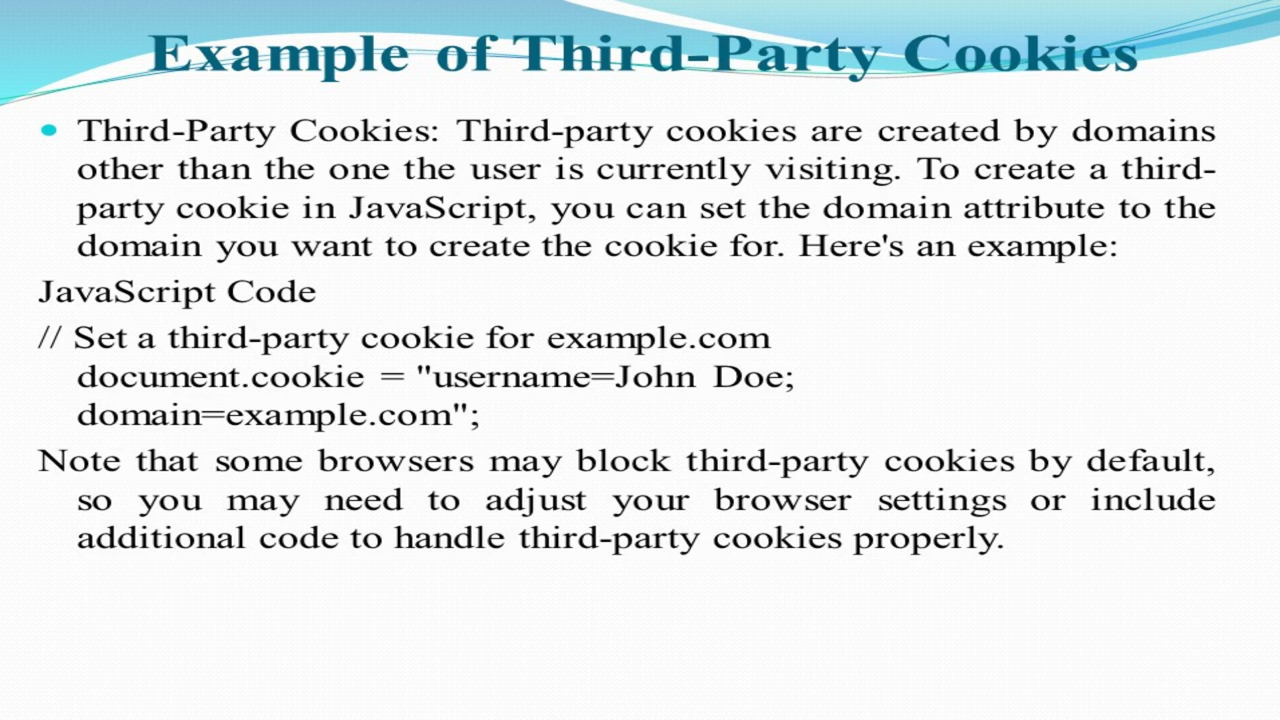 Example of Third-Party Cookies
• Third-Party Cookies: Third-party cookies are created by domains
other than the one the user is currently visiting. To create a third-
party cookie in JavaScript, you can set the domain attribute to the
domain you want to create the cookie for. Here's an example:
JavaScript Code
// Set a third-party cookie for example.com
document.cookie = "username=John Doe;
domain=example.com";
Note that some browsers may block third-party cookies by default,
so you may need to adjust your browser settings or include
additional code to handle third-party cookies properly.